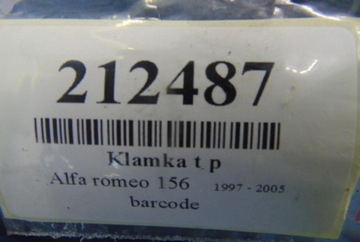 212487
Klamka t p
Alfa romeo 156 1997 - 2005
barcode